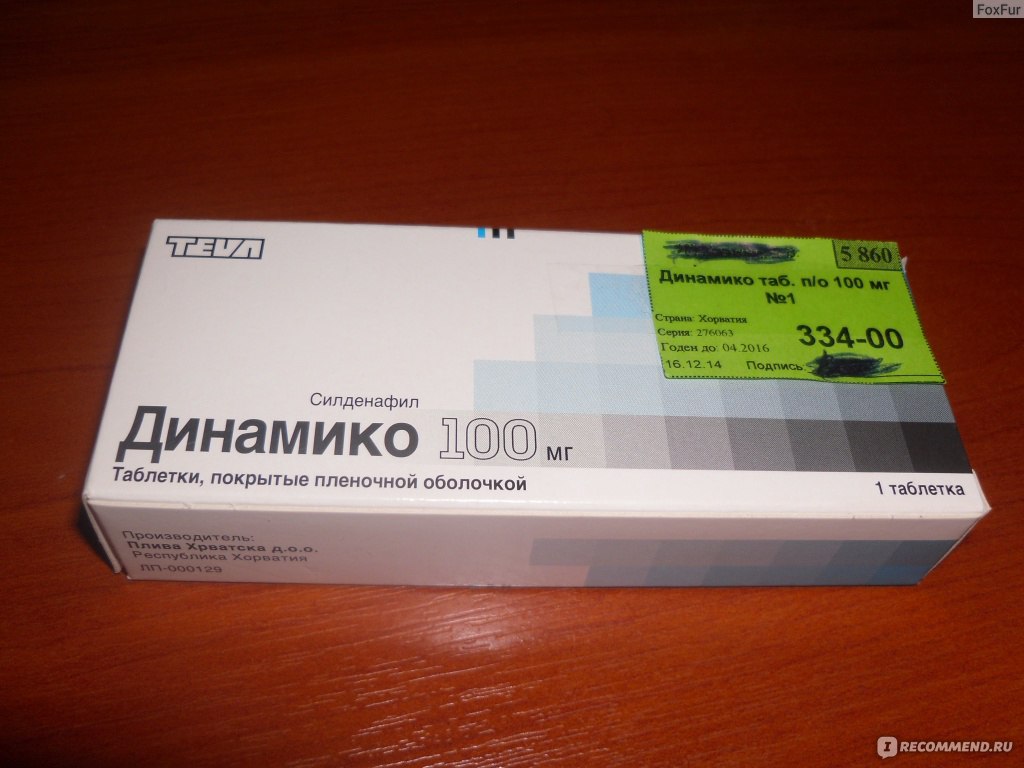 FoxFur
TEVA
5 860
Динамико таб. п/о 100 мг
№1
Страна: Хорватия
Серия: 276063
334-00
Годен до: 04.2016
16.12.14 Подпись:
Силденафил
Динамико 100 мг
Таблетки, покрытые пленочной оболочкой
1 таблетка
Производитель:
Плива Хрватска д.о.о.
Республика Хорватия
ЛП-000129
IRECOMMEND.RU